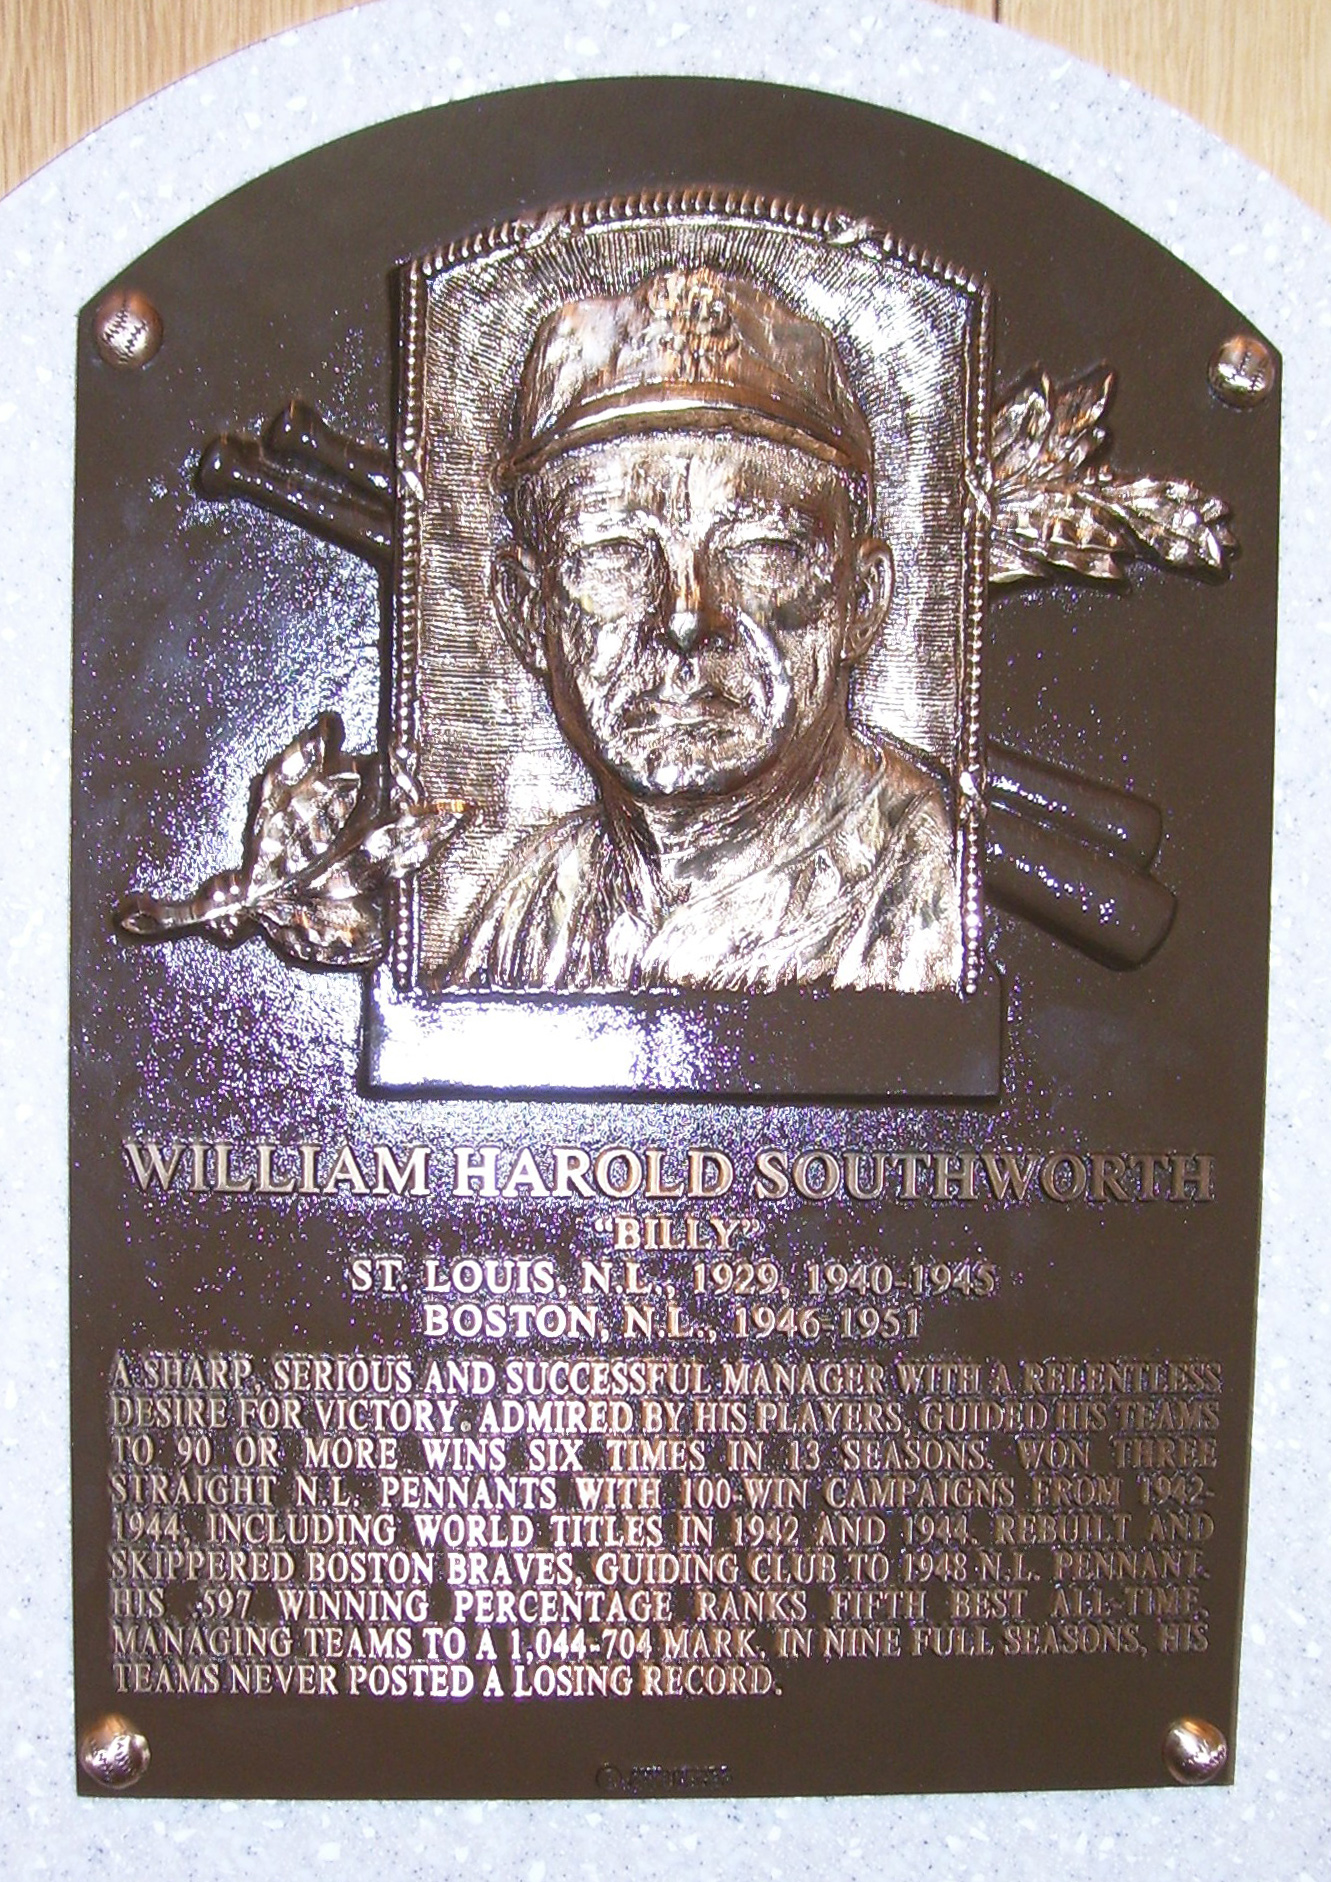 WILLIAM HAROLD SOUTHWORTH
"BILLY"
ST. LOUIS, N.L., 1929, 1940-1945
BOSTON, N.L., 1946-1951
A SHARP, SERIOUS AND SUCCESSFUL MANAGER WITH A RELENTLESS
DESIRE FOR VICTORY. ADMIRED BY HIS PLAYERS, GUIDED HIS TEAMS
TO 90 OR MORE WINS SIX TIMES IN 13 SEASONS. WON THREE
STRAIGHT N.L. PENNANTS WITH 100-WIN CAMPAIGNS FROM 1942-
1944, INCLUDING WORLD TITLES IN 1942 AND 1944. REBUILT AND
SKIPPERED BOSTON BRAVES, GUIDING CLUB TO 1948 N.L. PENNANT.
HIS .597 WINNING PERCENTAGE RANKS FIFTH BEST ALL-TIME,
MANAGING TEAMS TO A 1,044-704 MARK. IN NINE FULL SEASONS, HIS
TEAMS NEVER POSTED A LOSING RECORD.